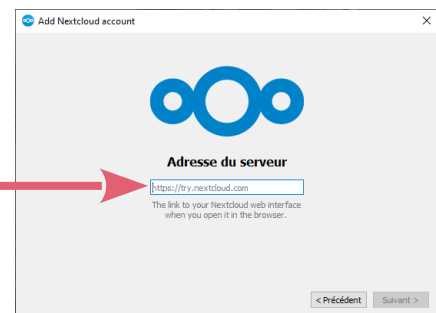 Add Nextcloud account
Adresse du serveur
https://try.nextcloud.com
The link to your Nextcloud web interface
when you open it in the browser.
< Précédent Suivant >